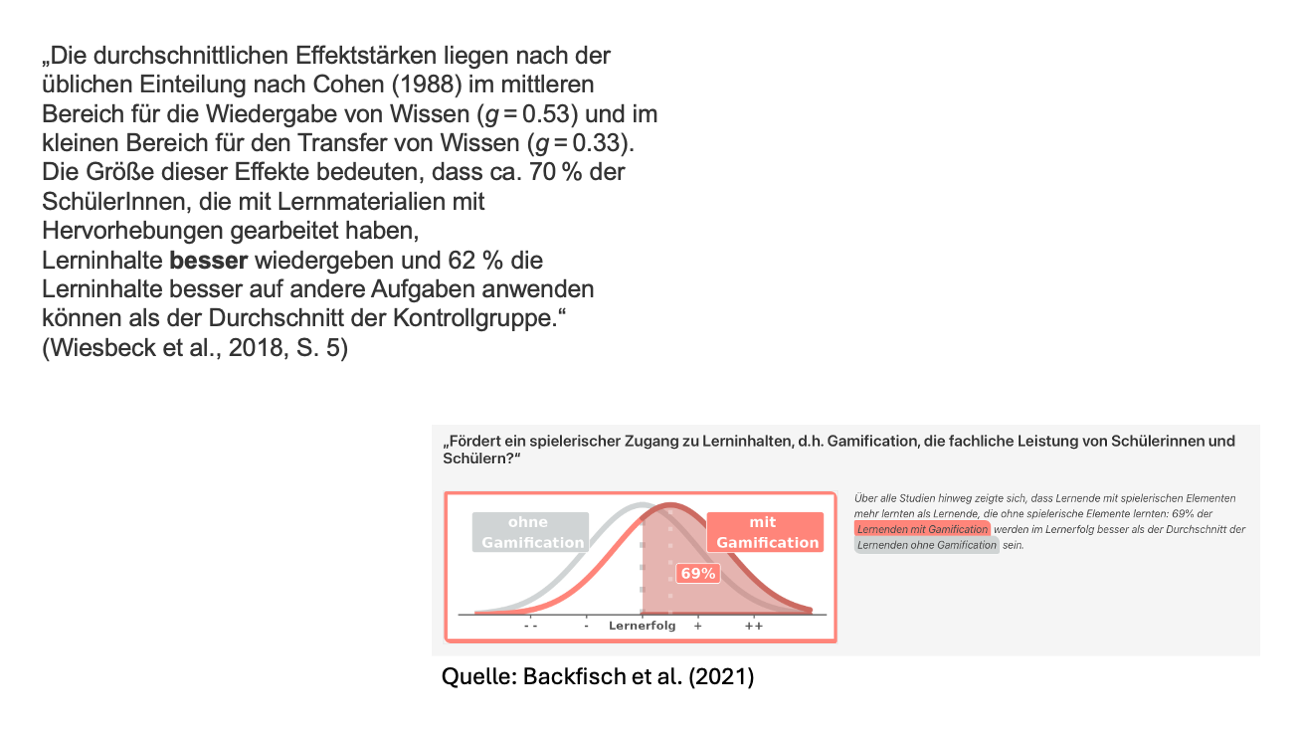 „Die durchschnittlichen Effektstärken liegen nach der
üblichen Einteilung nach Cohen (1988) im mittleren
Bereich für die Wiedergabe von Wissen (g = 0.53) und im
kleinen Bereich für den Transfer von Wissen (g = 0.33).
Die Größe dieser Effekte bedeuten, dass ca. 70 % der
SchülerInnen, die mit Lernmaterialien mit
Hervorhebungen gearbeitet haben,
Lerninhalte besser wiedergeben und 62 % die
Lerninhalte besser auf andere Aufgaben anwenden
können als der Durchschnitt der Kontrollgruppe.“
(Wiesbeck et al., 2018, S. 5)
„Fördert ein spielerischer Zugang zu Lerninhalten, d.h. Gamification, die fachliche Leistung von Schülerinnen und
Schülern?“
ohne
Gamification
mit
Gamification
69%
- - - Lernerfolg + ++
Über alle Studien hinweg zeigte sich, dass Lernende mit spielerischen Elementen
mehr lernten als Lernende, die ohne spielerische Elemente lernten: 69% der
Lernenden mit Gamification werden im Lernerfolg besser als der Durchschnitt der
Lernenden ohne Gamification sein.
Quelle: Backfisch et al. (2021)